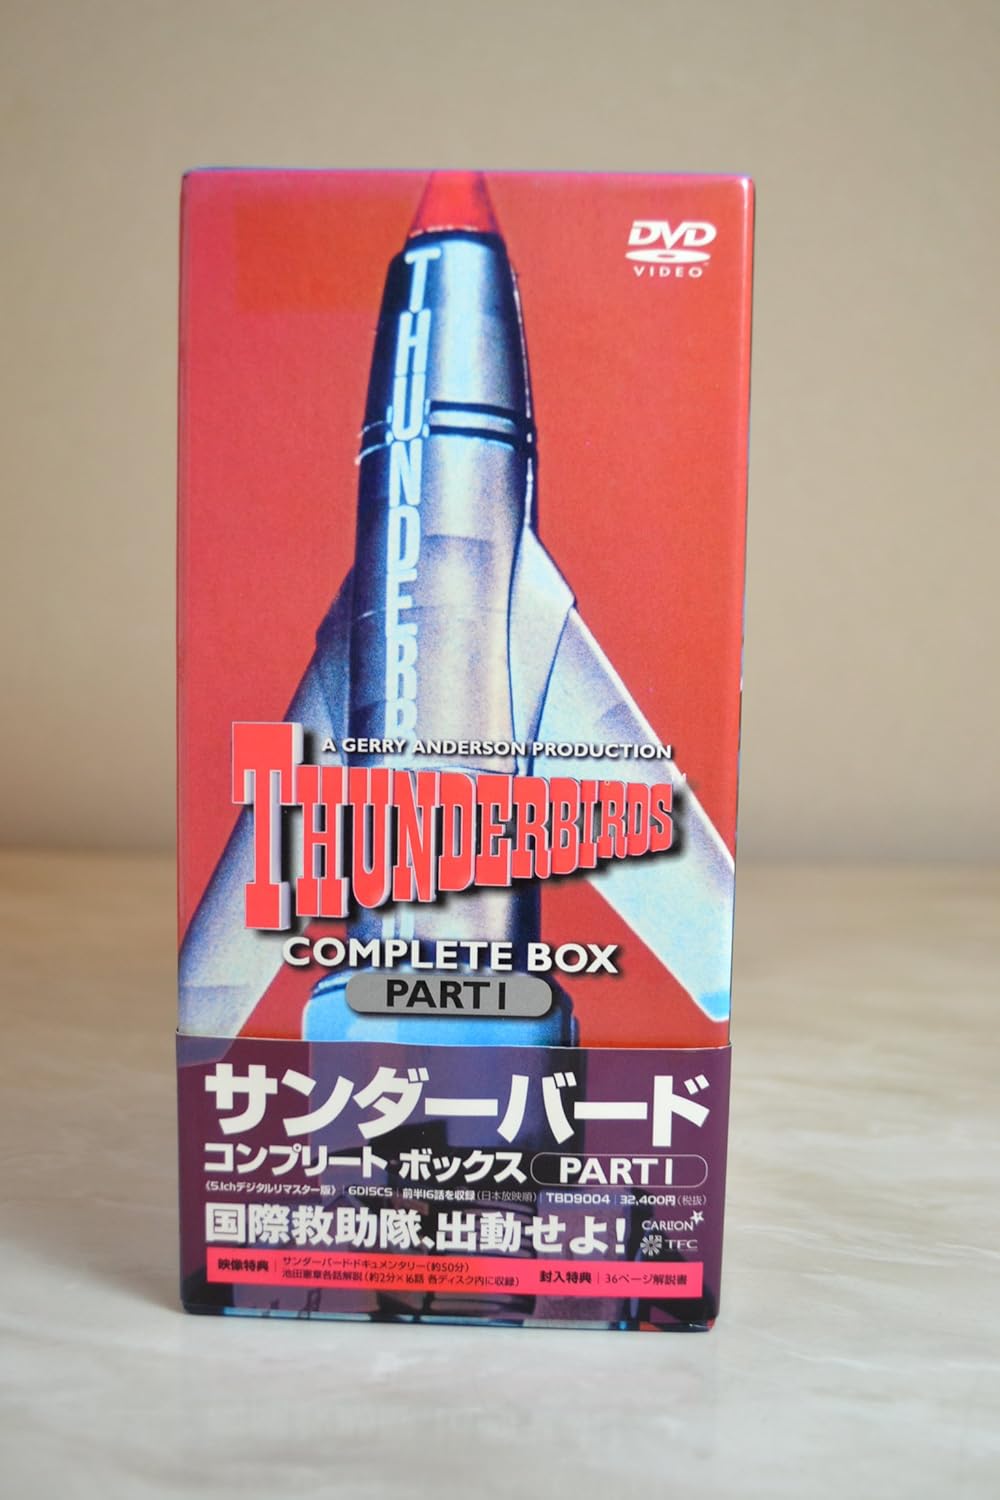 DVD
VIDEO
THUNDERB
A GERRY ANDERSON PRODUCTION
THUNDERBIRDS
COMPLETE BOX
PART 1
サンダーバード
コンプリート ボックス PART 1
《5.1chデジタルリマスター版》 6DISCS 前半16話を収録(日本放映順) TBD9004 32,400円(税抜)
国際救助隊、出動せよ!
CARLTON
TFC
映像特典 サンダーバード・ドキュメンタリー(約50分)
池田憲章各話解説(約2分×16話 各ディスク内に収録)
封入特典 36ページ解説書